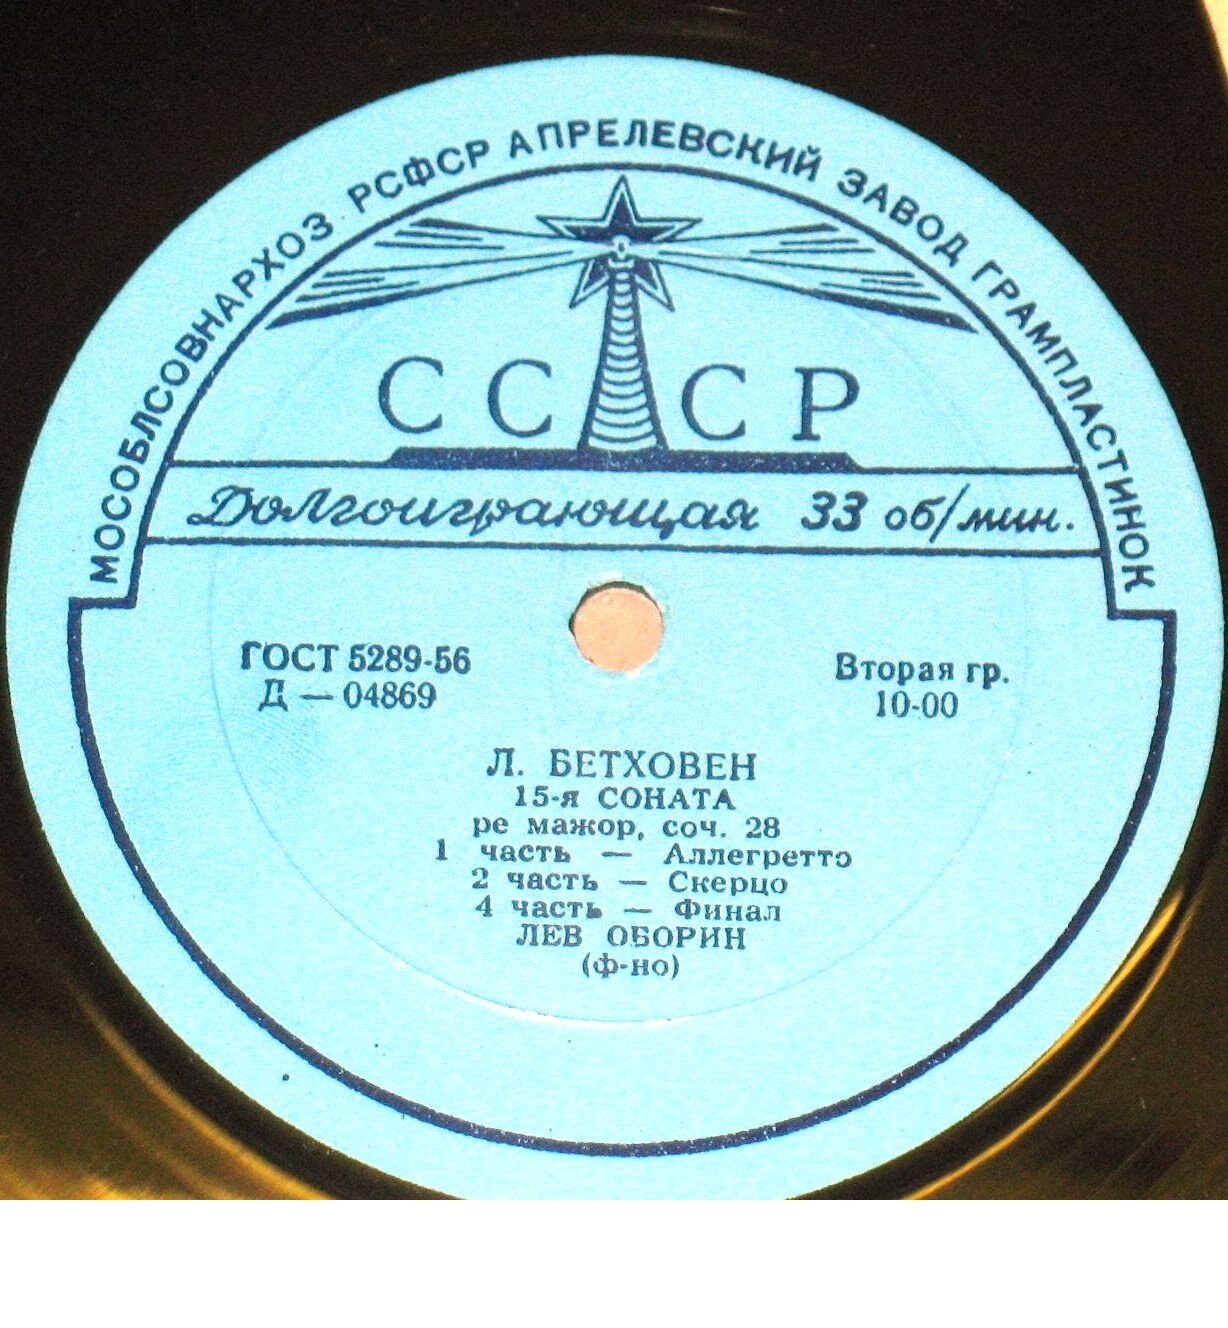 МОСОБЛСОВНАРХОЗ РСФСР АПРЕЛЕВСКИЙ ЗАВОД ГРАМПЛАСТИНОК
СССР
Долгоиграющая 33 об/мин.
ГОСТ 5289-56
Д — 04869
Вторая гр.
10-00
Л. БЕТХОВЕН
15-я СОНАТА
ре мажор, соч. 28
1 часть — Аллегретто
2 часть — Скерцо
4 часть — Финал
ЛЕВ ОБОРИН
(ф-но)